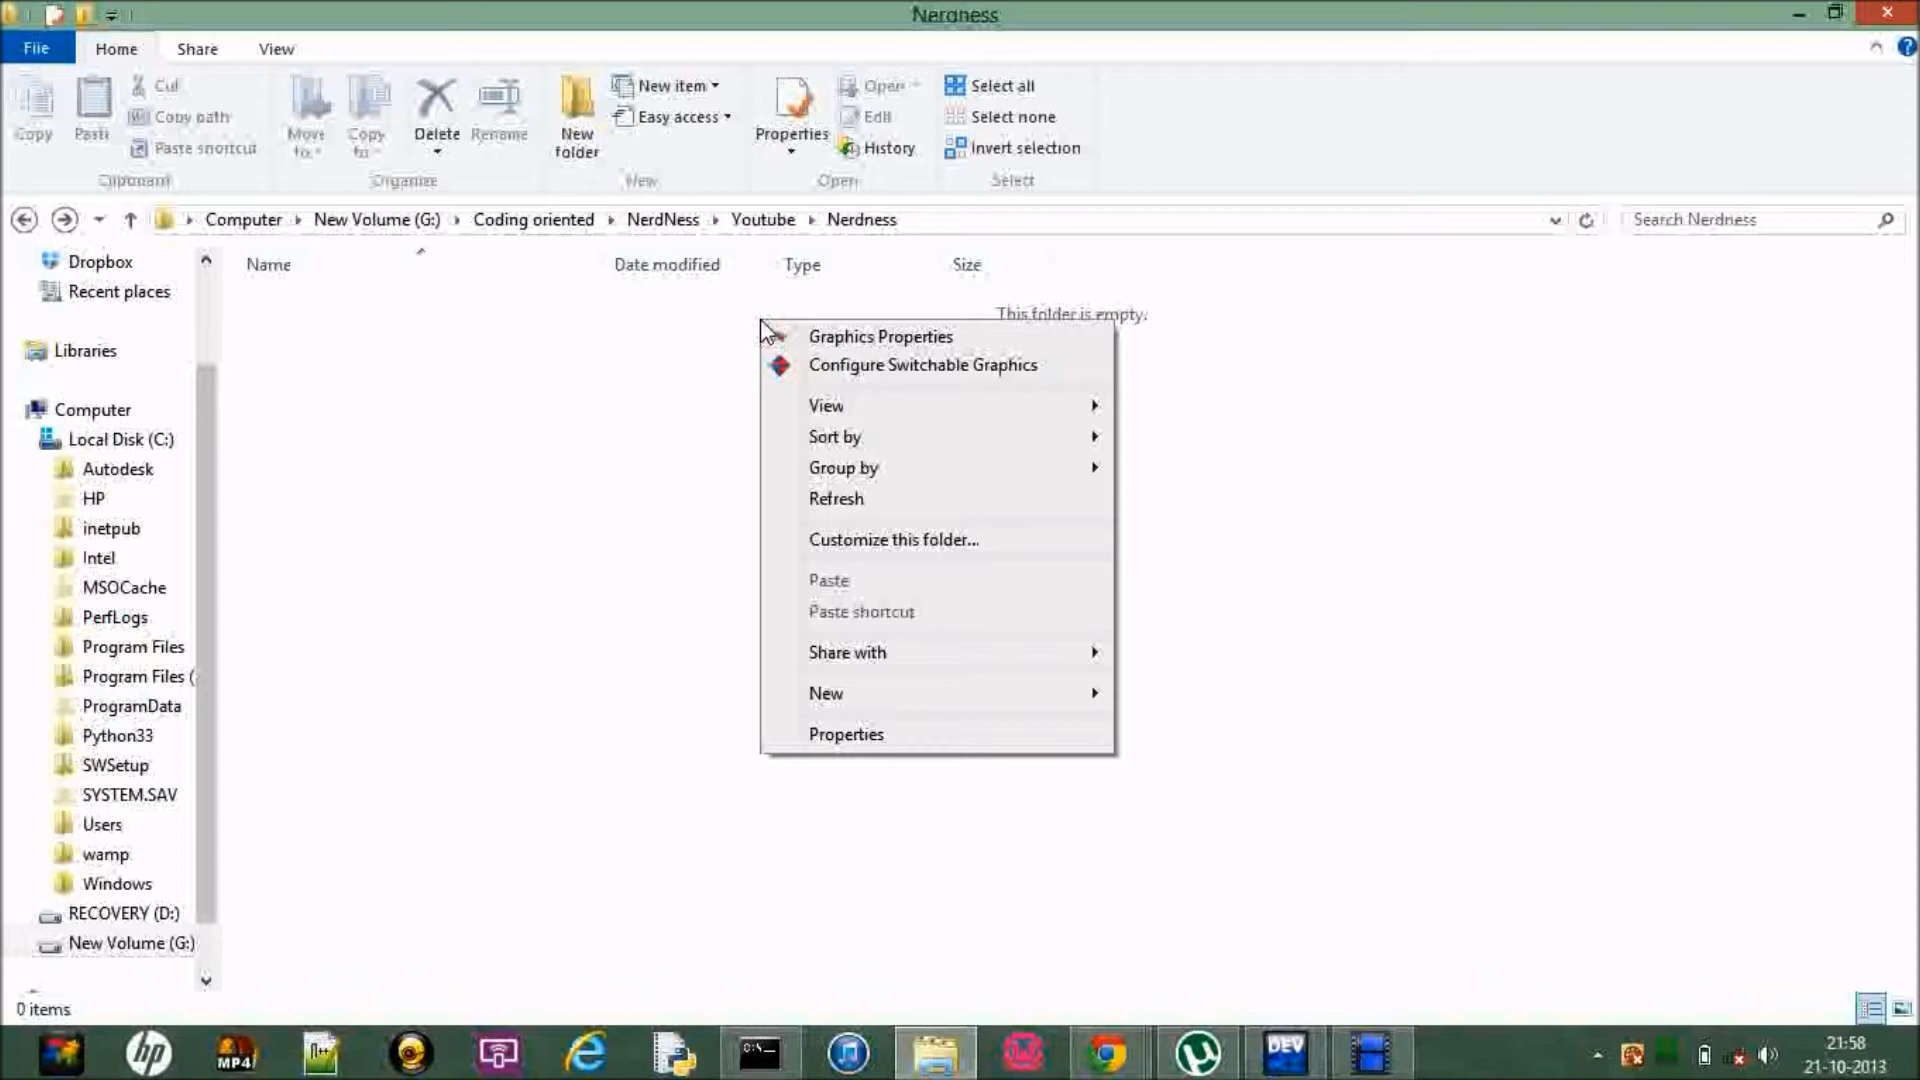 Nerdness
File Home Share View
Copy
Paste
Cut
Copy path
Paste shortcut
Clipboard
Move to
Copy to
Delete
Rename
Organize
New folder
New item
Easy access
New
Properties
Open
Edit
History
Open
Select all
Select none
Invert selection
Select
Computer New Volume (G:) Coding oriented NerdNess Youtube Nerdness
Search Nerdness
Name Date modified Type Size
This folder is empty.
Dropbox
Recent places
Libraries
Computer
Local Disk (C:)
Autodesk
HP
inetpub
Intel
MSOCache
PerfLogs
Program Files
Program Files (
ProgramData
Python33
SWSetup
SYSTEM.SAV
Users
wamp
Windows
RECOVERY (D:)
New Volume (G:)
Graphics Properties
Configure Switchable Graphics
View
Sort by
Group by
Refresh
Customize this folder...
Paste
Paste shortcut
Share with
New
Properties
0 items
hp
MP4
C:\
DEV
21:58
21-10-2013